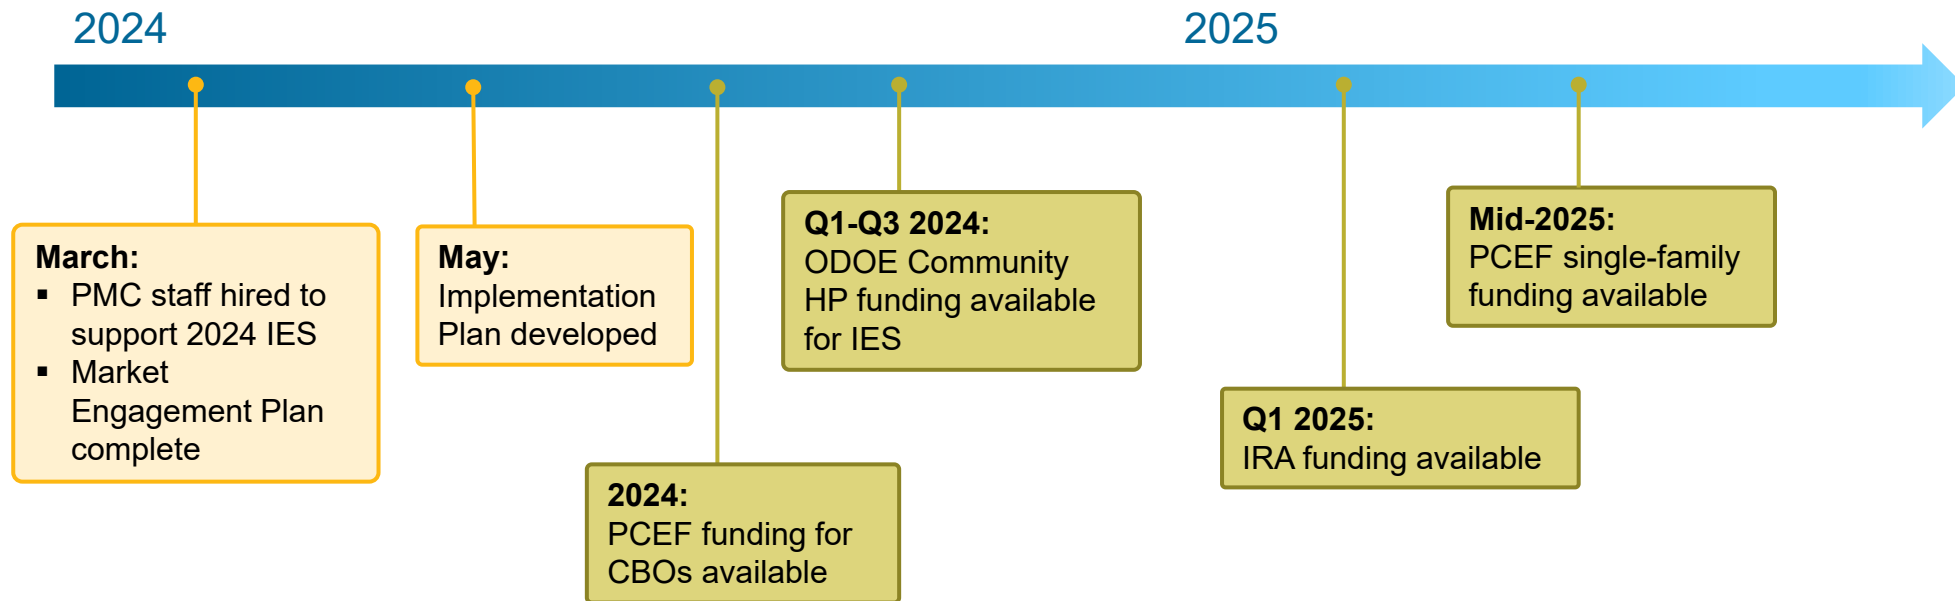 2024
2025
March:
▪ PMC staff hired to
support 2024 IES
▪ Market
Engagement Plan
complete
May:
Implementation
Plan developed
2024:
PCEF funding for
CBOs available
Q1-Q3 2024:
ODOE Community
HP funding available
for IES
Q1 2025:
IRA funding available
Mid-2025:
PCEF single-family
funding available